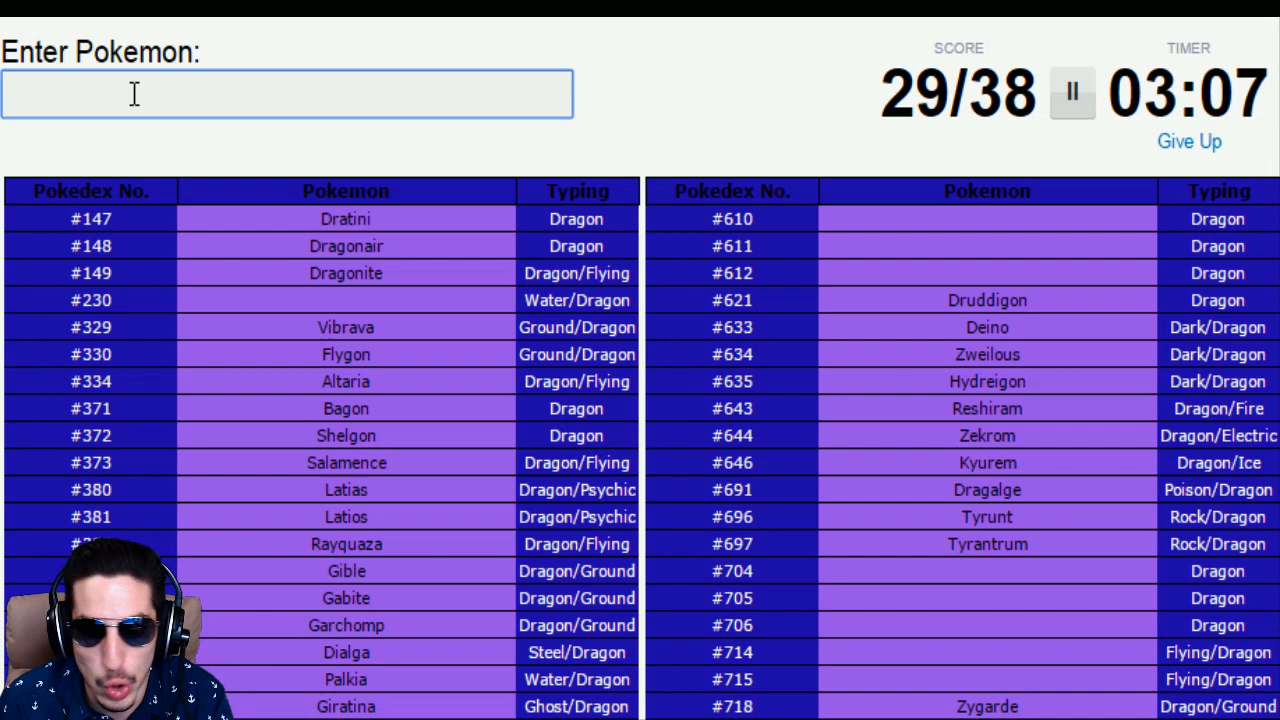 Enter Pokemon:
SCORE
TIMER
29/38
II
03:07
Give Up
Pokedex No. Pokemon Typing
#147 Dratini Dragon
#148 Dragonair Dragon
#149 Dragonite Dragon/Flying
#230 Water/Dragon
#329 Vibrava Ground/Dragon
#330 Flygon Ground/Dragon
#334 Altaria Dragon/Flying
#371 Bagon Dragon
#372 Shelgon Dragon
#373 Salamence Dragon/Flying
#380 Latias Dragon/Psychic
#381 Latios Dragon/Psychic
Rayquaza Dragon/Flying
Gible Dragon/Ground
Gabite Dragon/Ground
Garchomp Dragon/Ground
Dialga Steel/Dragon
Palkia Water/Dragon
Giratina Ghost/Dragon
Pokedex No. Pokemon Typing
#610 Dragon
#611 Dragon
#612 Dragon
#621 Druddigon Dragon
#633 Deino Dark/Dragon
#634 Zweilous Dark/Dragon
#635 Hydreigon Dark/Dragon
#643 Reshiram Dragon/Fire
#644 Zekrom Dragon/Electric
#646 Kyurem Dragon/Ice
#691 Dragalge Poison/Dragon
#696 Tyrunt Rock/Dragon
#697 Tyrantrum Rock/Dragon
#704 Dragon
#705 Dragon
#706 Dragon
#714 Flying/Dragon
#715 Flying/Dragon
#718 Zygarde Dragon/Ground